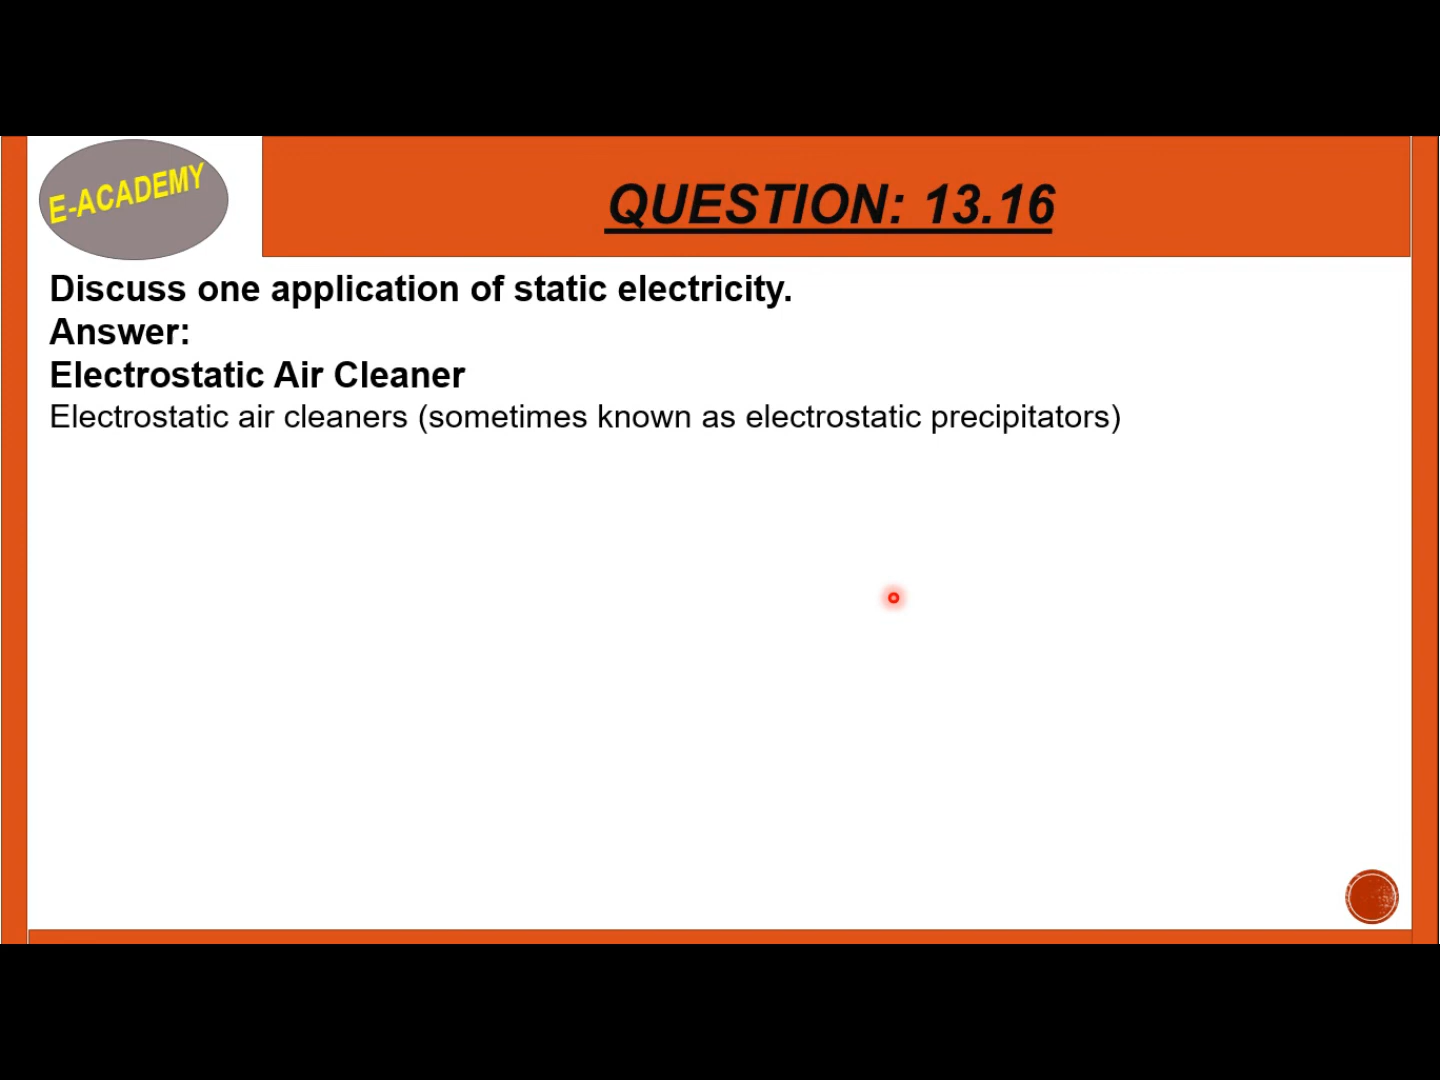 E-ACADEMY
QUESTION: 13.16
Discuss one application of static electricity.
Answer:
Electrostatic Air Cleaner
Electrostatic air cleaners (sometimes known as electrostatic precipitators)